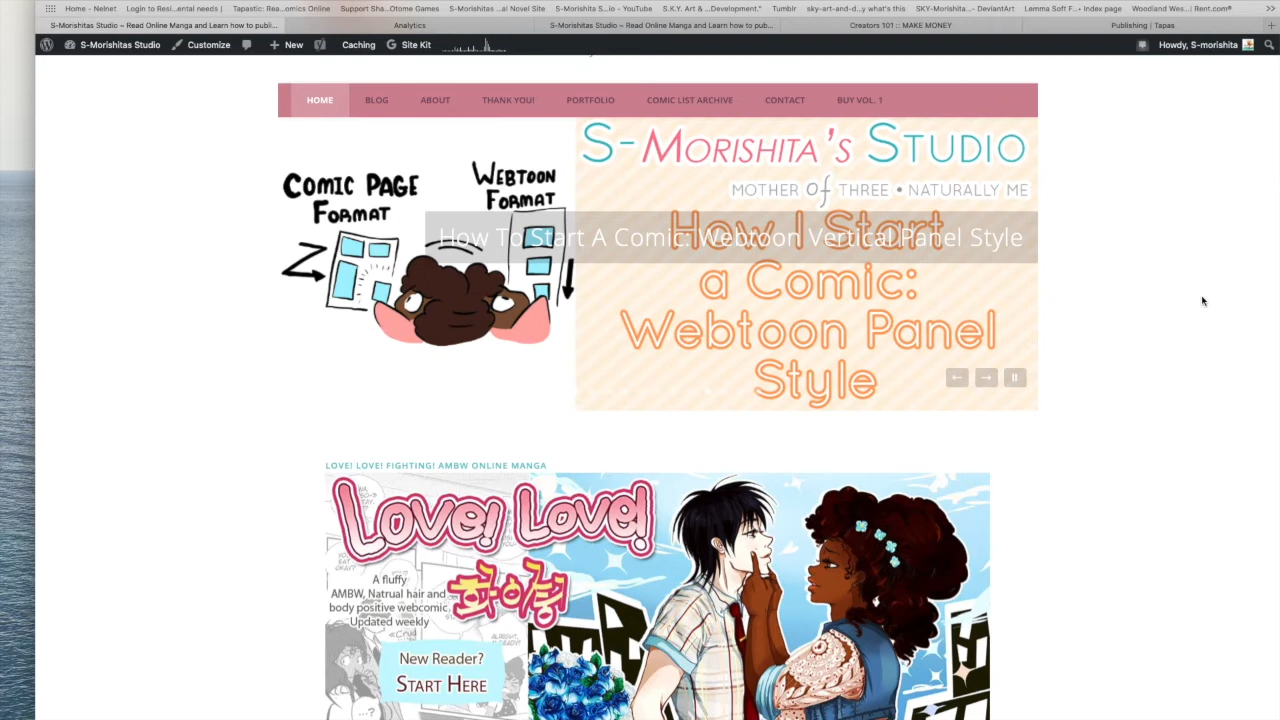 Home - Nelnet
Login to Resi...ental needs |
Tapastic: Rea...omics Online
Support Sha...Otome Games
S-Morishitas ...al Novel Site
S-Morishita S...io - YouTube
S.K.Y. Art & ...Development."
Tumblr
sky-art-and-d...y what's this
SKY-Morishita...- DeviantArt
Lemma Soft F...• Index page
Woodland Wes...| Rent.com®
S-Morishitas Studio ~ Read Online Manga and Learn how to publi...
Analytics
S-Morishitas Studio ~ Read Online Manga and Learn how to pub...
Creators 101 :: MAKE MONEY
Publishing | Tapas
S-Morishitas Studio
Customize
New
Caching
Site Kit
Howdy, S-morishita
HOME
BLOG
ABOUT
THANK YOU!
PORTFOLIO
COMIC LIST ARCHIVE
CONTACT
BUY VOL. 1
COMIC PAGE
FORMAT
WEBTOON
FORMAT
S-MORISHITA'S STUDIO
MOTHER of THREE • NATURALLY ME
How To Start A Comic: Webtoon Vertical Panel Style
How I Start
a Comic:
Webtoon Panel
Style
LOVE! LOVE! FIGHTING! AMBW ONLINE MANGA
Love! Love!
화이팅
A fluffy
AMBW, Natrual hair and
body positive webcomic
Updated weekly
New Reader?
START HERE